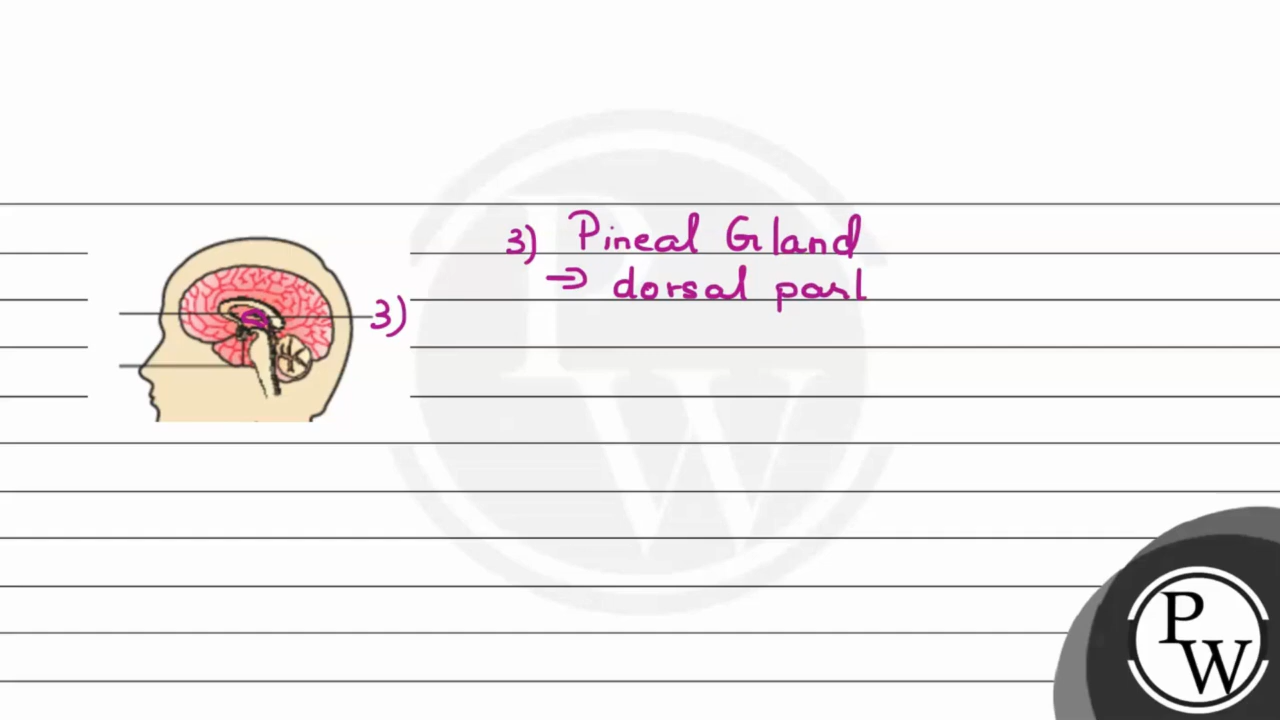 3) Pineal Gland
→ dorsal part
3)
P
W
P
W